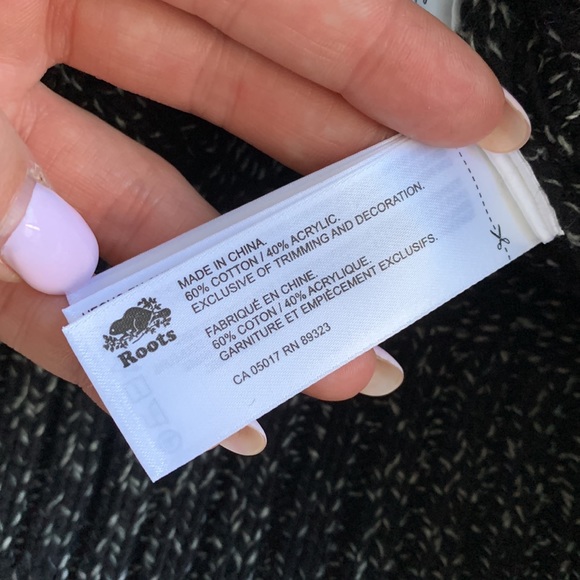 Roots
MADE IN CHINA.
60% COTTON / 40% ACRYLIC.
EXCLUSIVE OF TRIMMING AND DECORATION.
FABRIQUÉ EN CHINE.
60% COTON / 40% ACRYLIQUE.
GARNITURE ET EMPIÈCEMENT EXCLUSIFS.
CA 05017 RN 89323